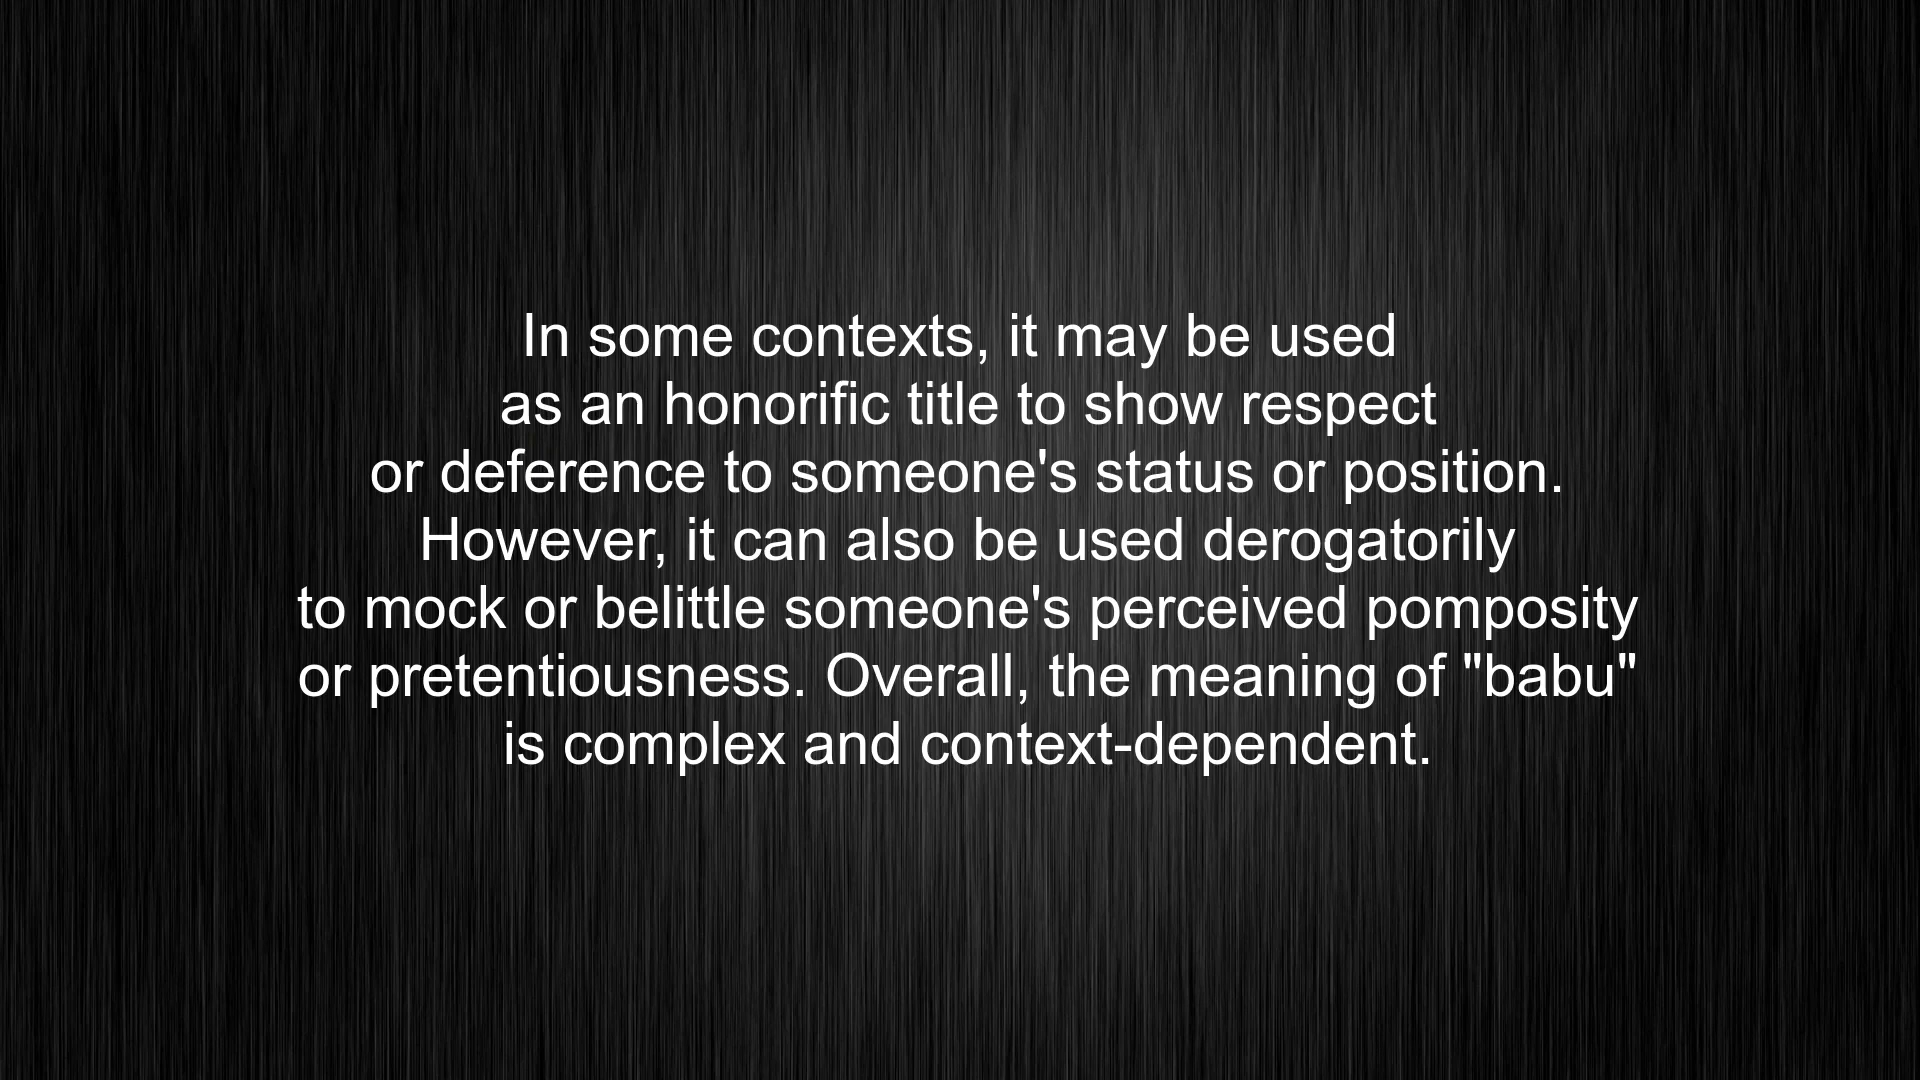 In some contexts, it may be used
as an honorific title to show respect
or deference to someone's status or position.
However, it can also be used derogatorily
to mock or belittle someone's perceived pomposity
or pretentiousness. Overall, the meaning of "babu"
is complex and context-dependent.